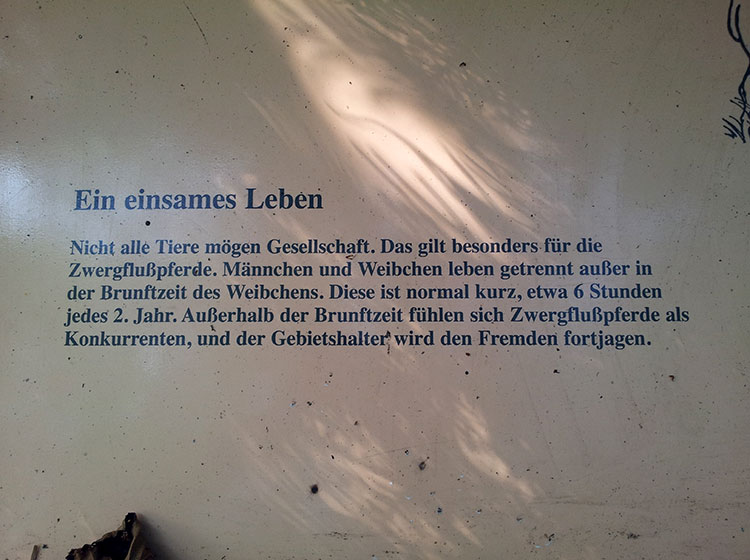 Ein einsames Leben
Nicht alle Tiere mögen Gesellschaft. Das gilt besonders für die
Zwergflußpferde. Männchen und Weibchen leben getrennt außer in
der Brunftzeit des Weibchens. Diese ist normal kurz, etwa 6 Stunden
jedes 2. Jahr. Außerhalb der Brunftzeit fühlen sich Zwergflußpferde als
Konkurrenten, und der Gebietshalter wird den Fremden fortjagen.